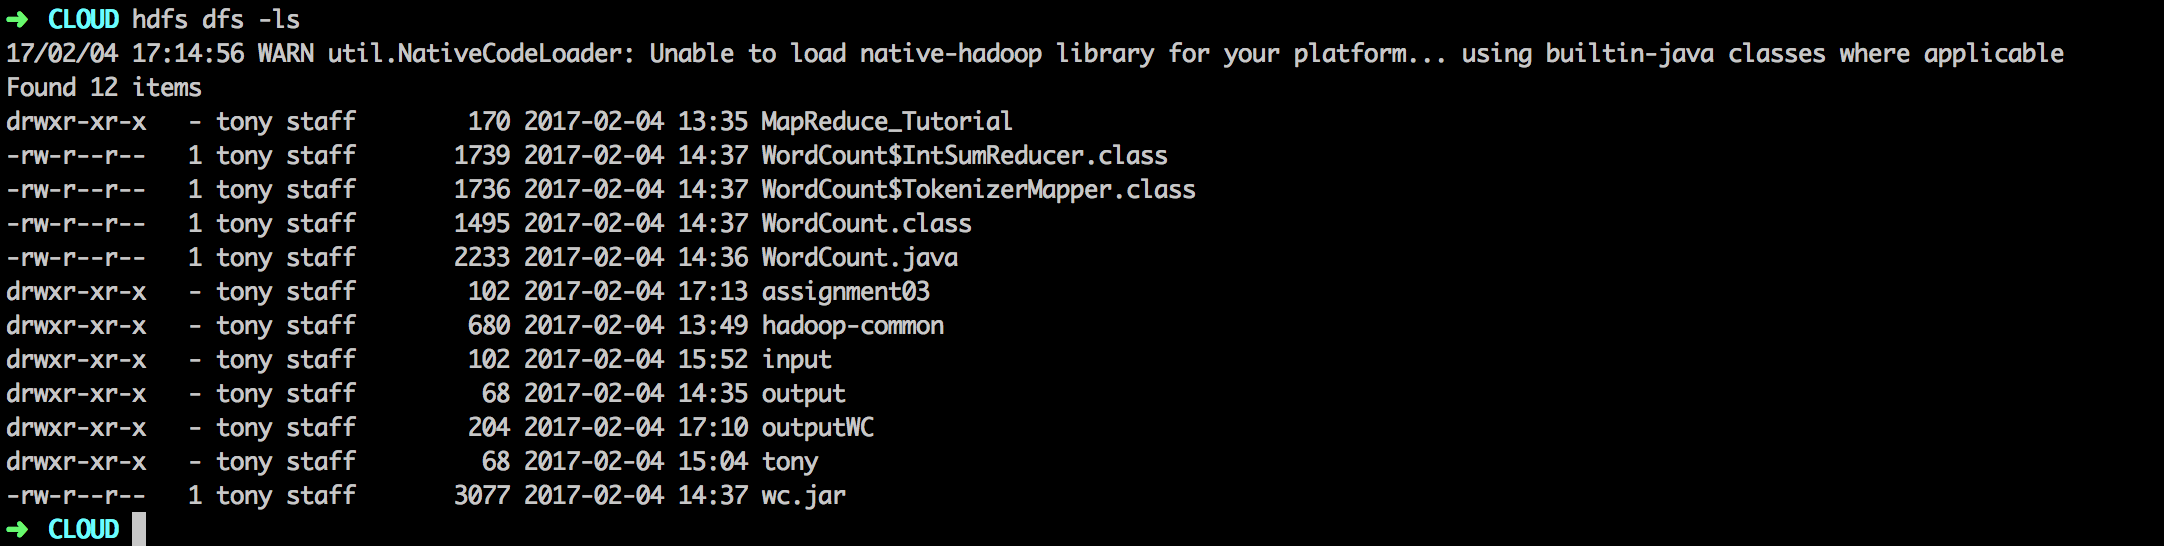 ➜ CLOUD hdfs dfs -ls
17/02/04 17:14:56 WARN util.NativeCodeLoader: Unable to load native-hadoop library for your platform... using builtin-java classes where applicable
Found 12 items
drwxr-xr-x   - tony staff        170 2017-02-04 13:35 MapReduce_Tutorial
-rw-r--r--   1 tony staff       1739 2017-02-04 14:37 WordCount$IntSumReducer.class
-rw-r--r--   1 tony staff       1736 2017-02-04 14:37 WordCount$TokenizerMapper.class
-rw-r--r--   1 tony staff       1495 2017-02-04 14:37 WordCount.class
-rw-r--r--   1 tony staff       2233 2017-02-04 14:36 WordCount.java
drwxr-xr-x   - tony staff        102 2017-02-04 17:13 assignment03
drwxr-xr-x   - tony staff        680 2017-02-04 13:49 hadoop-common
drwxr-xr-x   - tony staff        102 2017-02-04 15:52 input
drwxr-xr-x   - tony staff         68 2017-02-04 14:35 output
drwxr-xr-x   - tony staff        204 2017-02-04 17:10 outputWC
drwxr-xr-x   - tony staff         68 2017-02-04 15:04 tony
-rw-r--r--   1 tony staff       3077 2017-02-04 14:37 wc.jar
➜ CLOUD